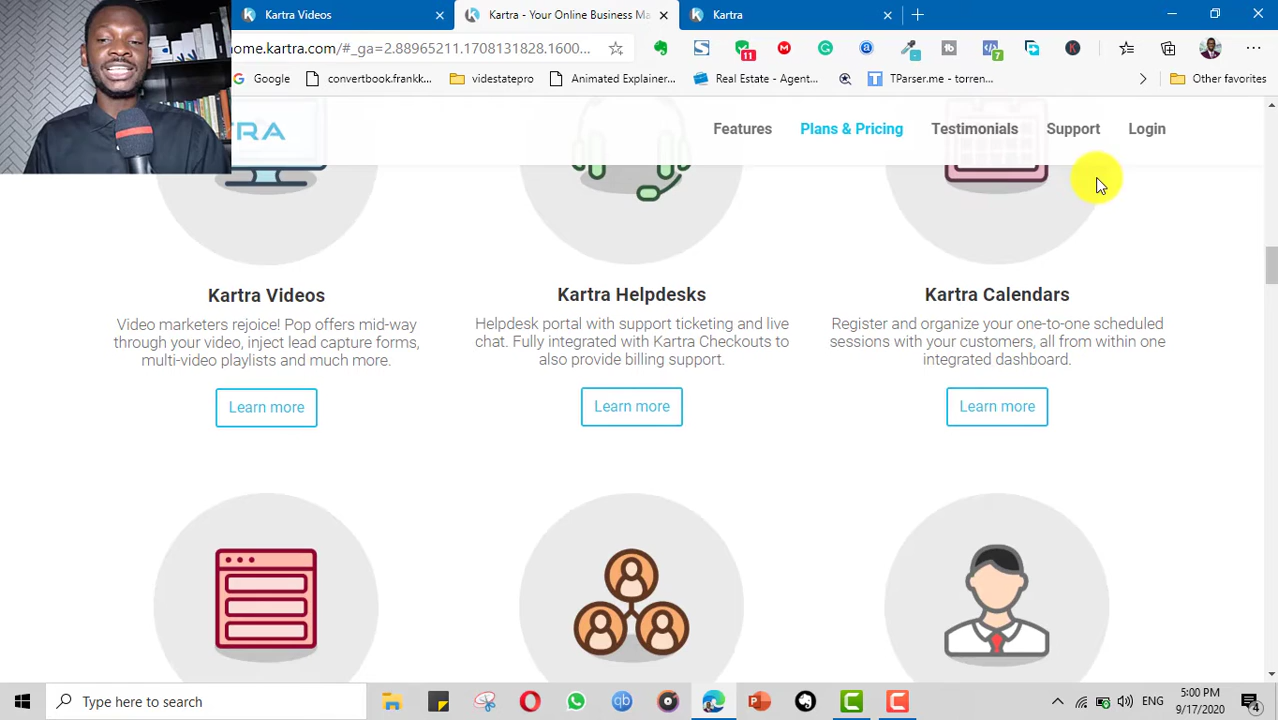 Kartra Videos
Kartra - Your Online Business Ma
Kartra
home.kartra.com/#_ga=2.88965211.1708131828.1600...
11
7
Google
convertbook.frankk...
videstatepro
Animated Explainer...
Real Estate - Agent...
TParser.me - torren...
Other favorites
TRA
Features
Plans & Pricing
Testimonials
Support
Login
Kartra Videos
Video marketers rejoice! Pop offers mid-way
through your video, inject lead capture forms,
multi-video playlists and much more.
Learn more
Kartra Helpdesks
Helpdesk portal with support ticketing and live
chat. Fully integrated with Kartra Checkouts to
also provide billing support.
Learn more
Kartra Calendars
Register and organize your one-to-one scheduled
sessions with your customers, all from within one
integrated dashboard.
Learn more
Type here to search
qb
ENG
5:00 PM
9/17/2020
4